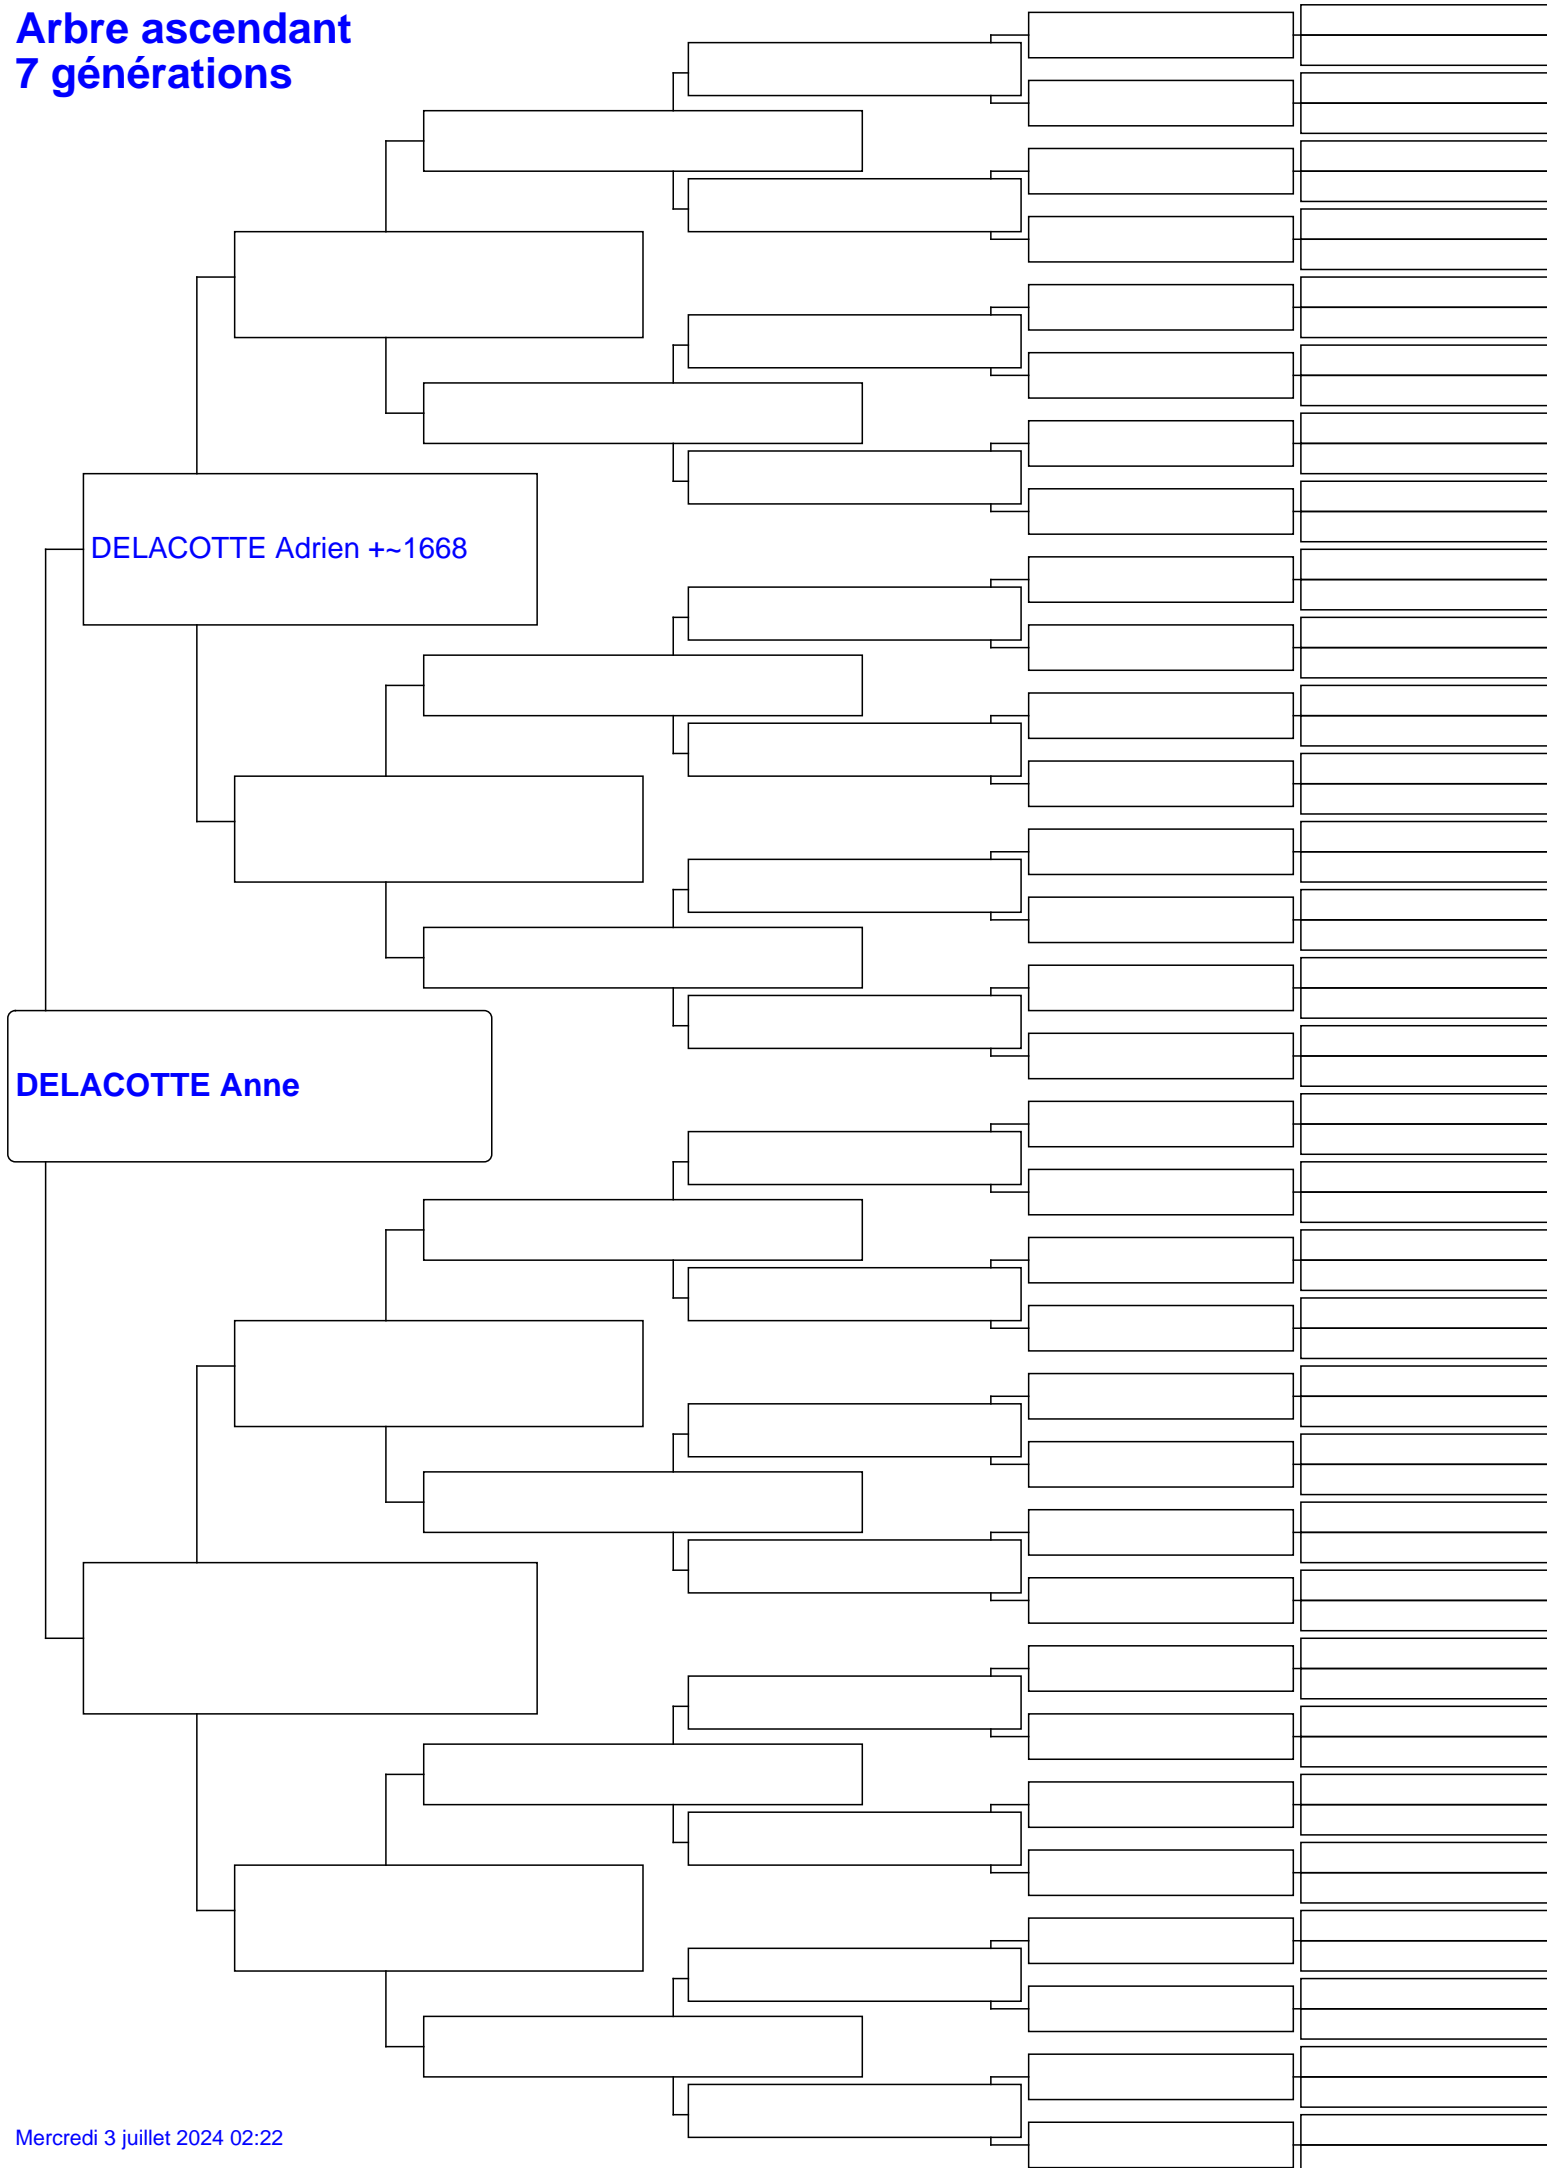 Arbre ascendant
7 générations
DELACOTTE Adrien +~1668
DELACOTTE Anne
Mercredi 3 juillet 2024 02:22